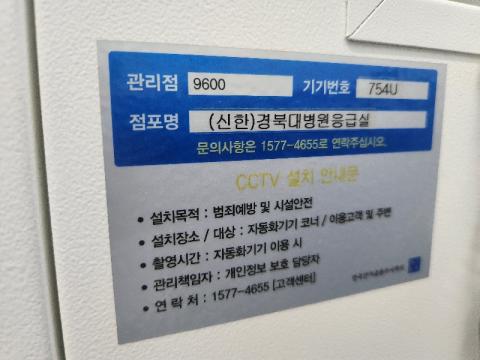 관리점 9600 기기번호 754U
점포명 (신한)경북대병원응급실
문의사항은 1577-4655로 연락주십시오.
CCTV 설치 안내문
• 설치목적 : 범죄예방 및 시설안전
• 설치장소 / 대상 : 자동화기기 코너 / 이용고객 및 주변
• 촬영시간 : 자동화기기 이용 시
• 관리책임자 : 개인정보 보호 담당자
• 연 락 처 : 1577-4655 [고객센터]